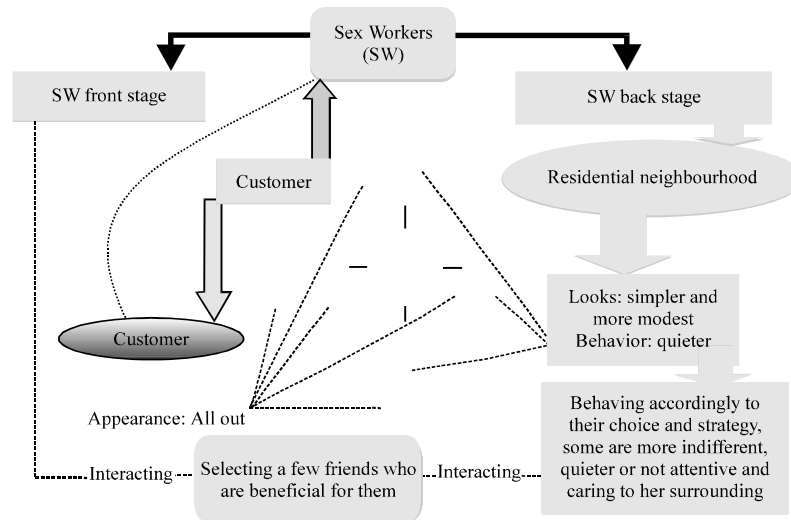 Sex Workers
(SW)
SW front stage
SW back stage
Customer
Residential neighbourhood
Looks: simpler and
more modest
Behavior: quieter
Customer
Appearance: All out
Behaving accordingly to
their choice and strategy,
some are more indifferent,
quieter or not attentive and
caring to her surrounding
Interacting
Selecting a few friends who
are beneficial for them
Interacting